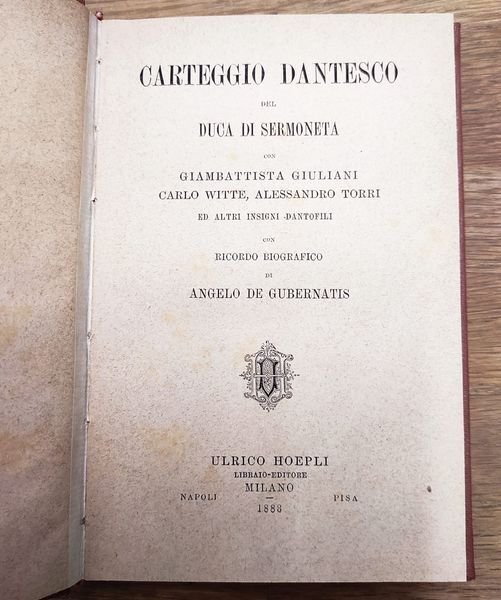 CARTEGGIO DANTESCO
DEL
DUCA DI SERMONETA
CON
GIAMBATTISTA GIULIANI
CARLO WITTE, ALESSANDRO TORRI
ED ALTRI INSIGNI DANTOFILI
CON
RICORDO BIOGRAFICO
DI
ANGELO DE GUBERNATIS
ULRICO HOEPLI
LIBRAIO-EDITORE
MILANO
NAPOLI — PISA
1883